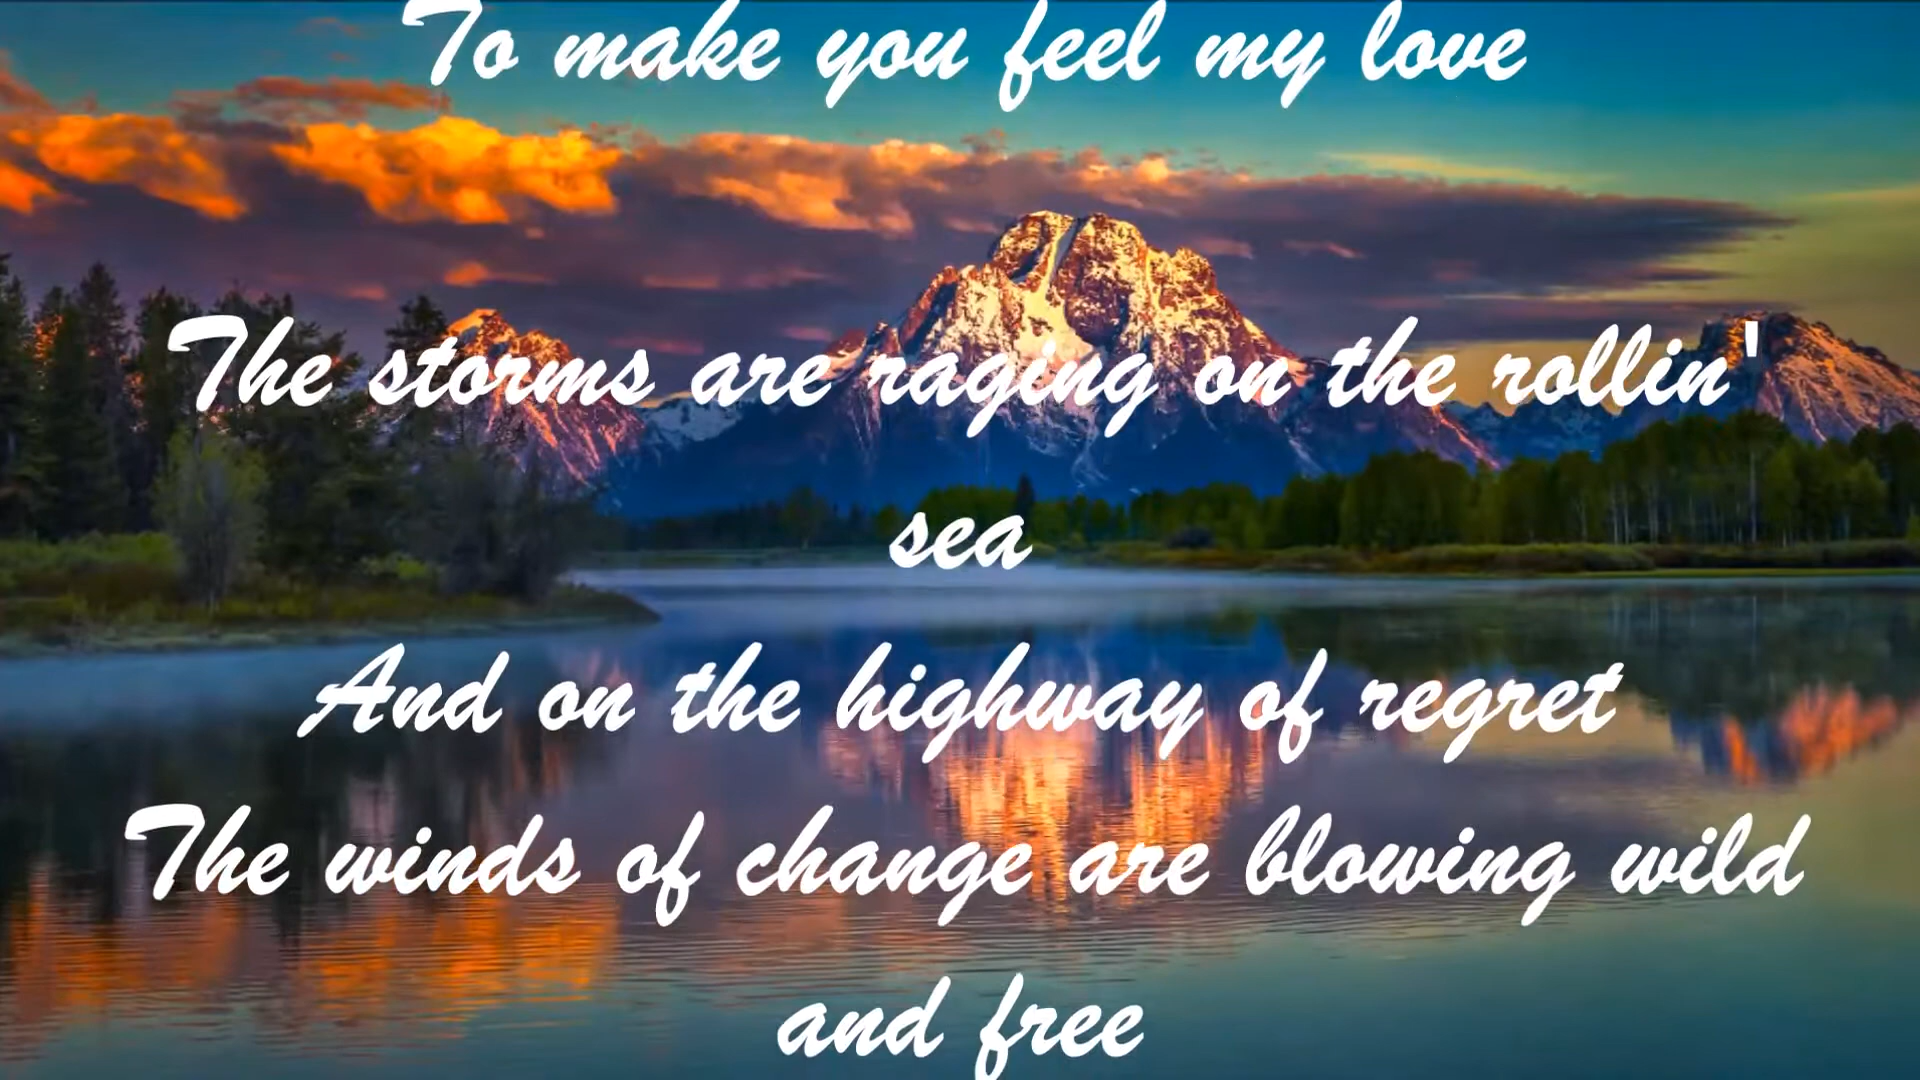 To make you feel my love
The storms are raging on the rollin'
sea
And on the highway of regret
The winds of change are blowing wild
and free